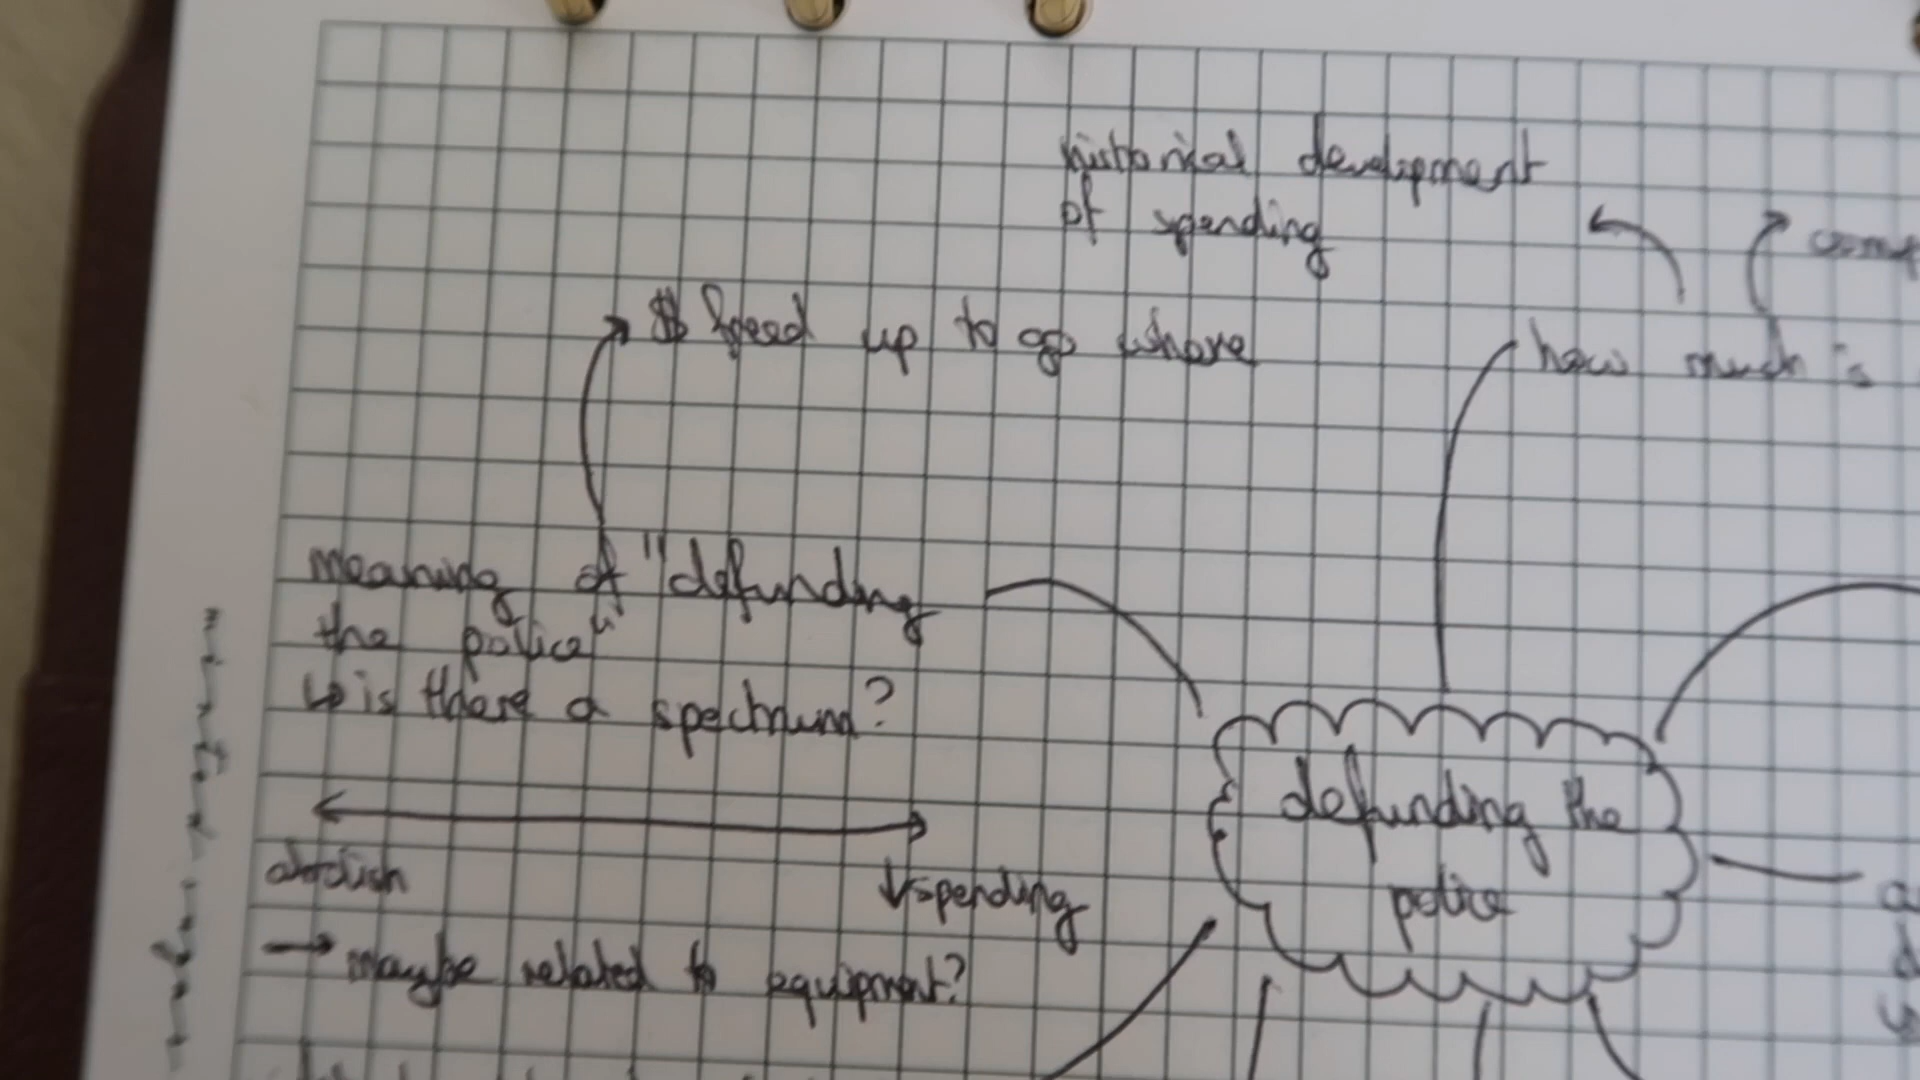 historical development
of spending
$ freed up to go where
how much is
meaning of "defunding
the police"
↳ is there a spectrum?
defunding the
police
abolish
↓spending
→ maybe related to equipment?